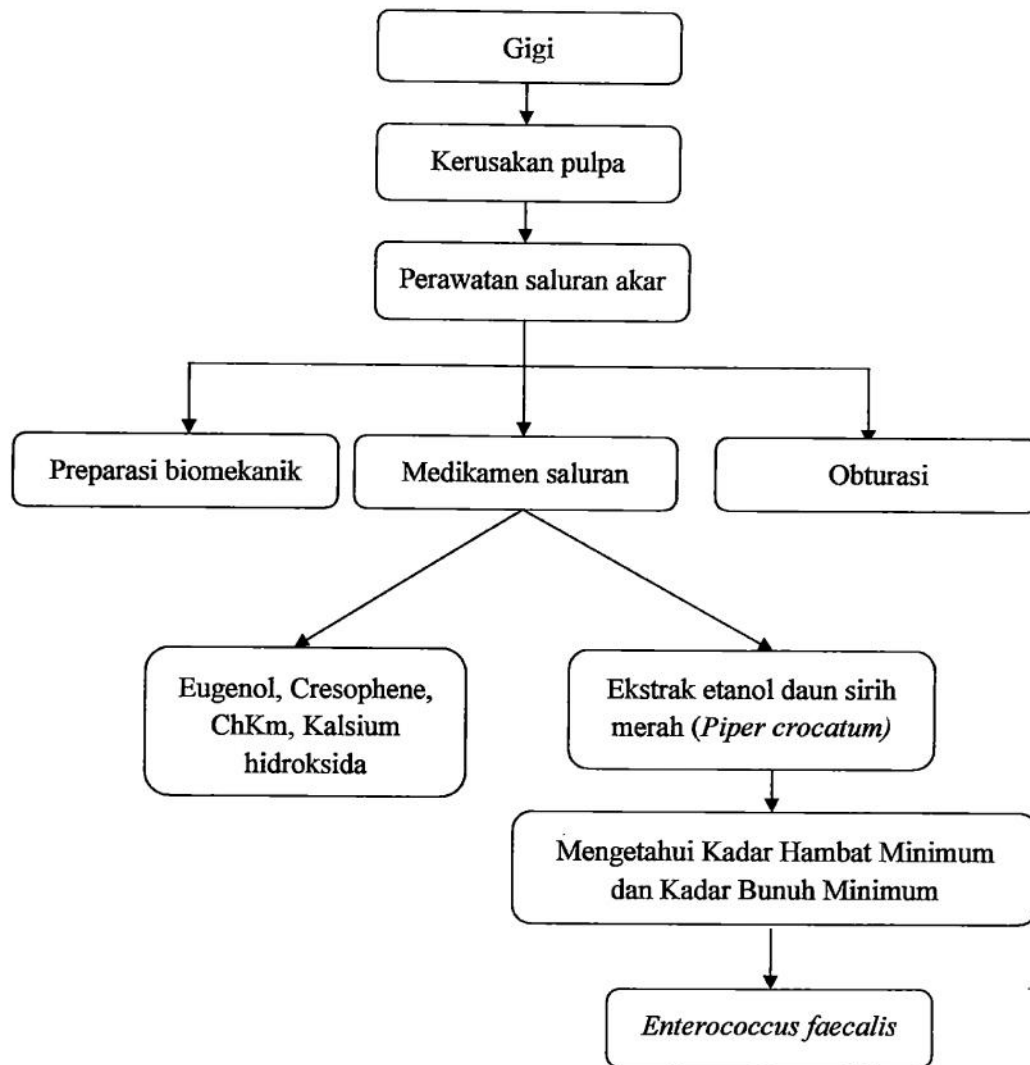 Gigi
Kerusakan pulpa
Perawatan saluran akar
Preparasi biomekanik
Medikamen saluran
Obturasi
Eugenol, Cresophene,
ChKm, Kalsium
hidroksida
Ekstrak etanol daun sirih
merah (Piper crocatum)
Mengetahui Kadar Hambat Minimum
dan Kadar Bunuh Minimum
Enterococcus faecalis